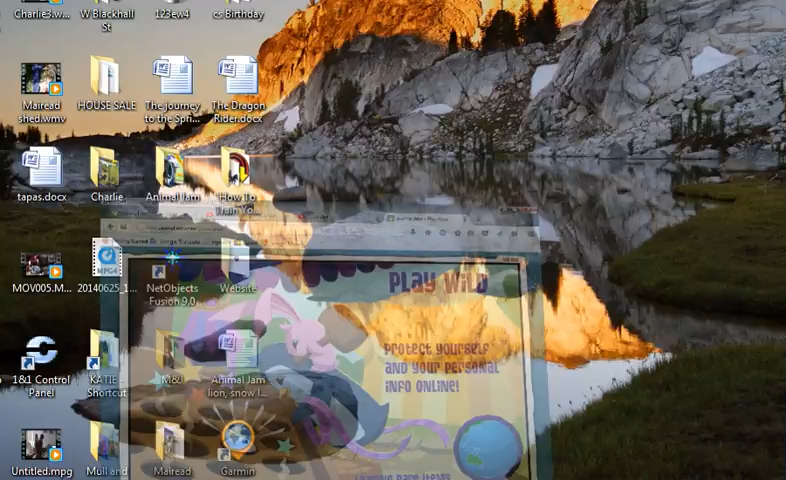 Charlie3.w...
W Blackhall
St
123ew4
cs Birthday
Mairead
shed.wmv
HOUSE SALE
The journey
to the Spri...
The Dragon
Rider.docx
tapas.docx
Charlie
Animal Jam
How To
Train Yo...
MOV005.M...
MPG4
20140625_1...
NetObjects
Fusion 9.0
Website
PLAY WILD
PROTECT YOURSELF
AND YOUR PERSONAL
INFO ONLINE!
1&1 Control
Panel
KATIE -
Shortcut
M&J
Animal Jam
lion, snow l...
Untitled.mpg
Mull and
Mairead
Garmin